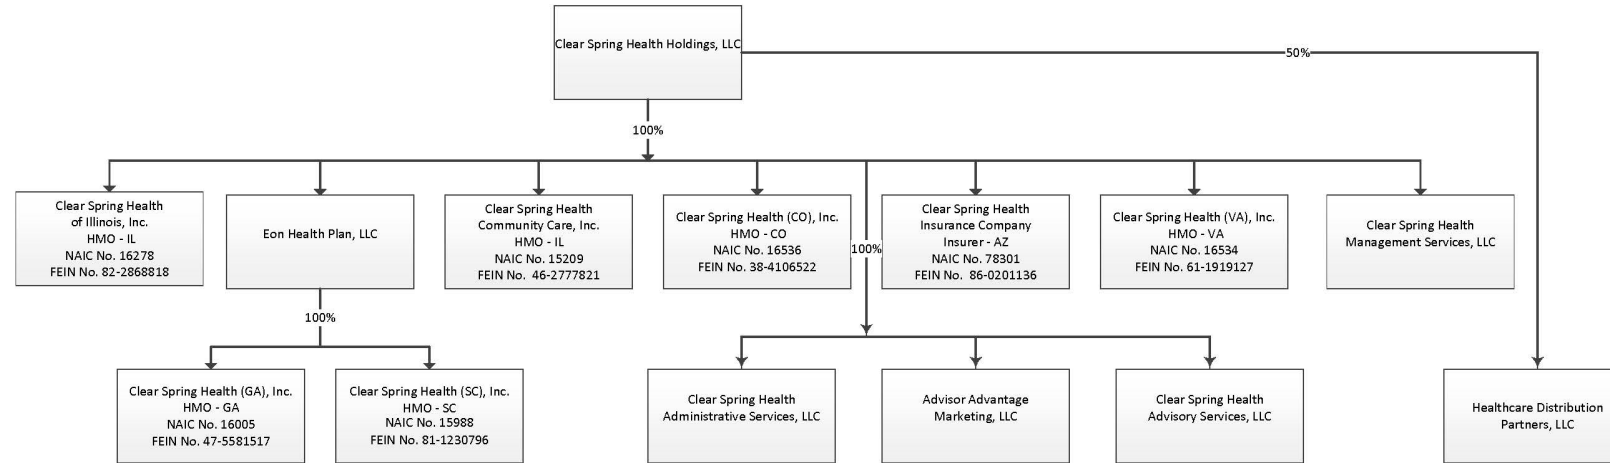 Clear Spring Health Holdings, LLC
50%
100%
Clear Spring Health
of Illinois, Inc.
HMO - IL
NAIC No. 16278
FEIN No. 82-2868818
Eon Health Plan, LLC
Clear Spring Health
Community Care, Inc.
HMO - IL
NAIC No. 15209
FEIN No. 46-2777821
Clear Spring Health (CO), Inc.
HMO - CO
NAIC No. 16536
FEIN No. 38-4106522
100%
Clear Spring Health
Insurance Company
Insurer - AZ
NAIC No. 78301
FEIN No. 86-0201136
Clear Spring Health (VA), Inc.
HMO - VA
NAIC No. 16534
FEIN No. 61-1919127
Clear Spring Health
Management Services, LLC
100%
Clear Spring Health (GA), Inc.
HMO - GA
NAIC No. 16005
FEIN No. 47-5581517
Clear Spring Health (SC), Inc.
HMO - SC
NAIC No. 15988
FEIN No. 81-1230796
Clear Spring Health
Administrative Services, LLC
Advisor Advantage
Marketing, LLC
Clear Spring Health
Advisory Services, LLC
Healthcare Distribution
Partners, LLC